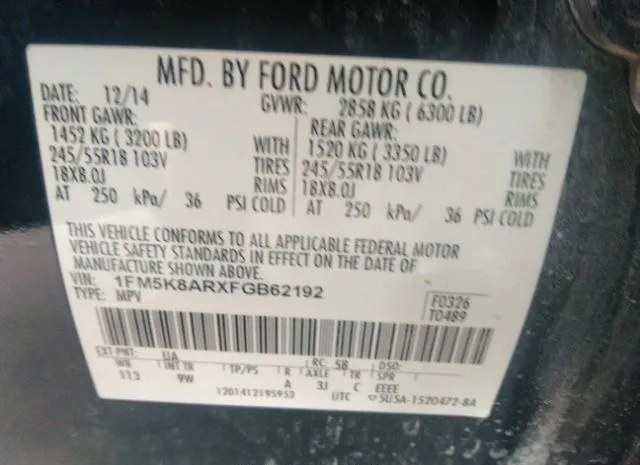 MFD. BY FORD MOTOR CO.
DATE: 12/14 GVWR: 2858 KG ( 6300 LB)
FRONT GAWR: REAR GAWR:
1452 KG ( 3200 LB) WITH 1520 KG ( 3350 LB) WITH
245/55R18 103V TIRES 245/55R18 103V TIRES
18X8.0J RIMS 18X8.0J RIMS
AT 250 kPa/ 36 PSI COLD AT 250 kPa/ 36 PSI COLD
THIS VEHICLE CONFORMS TO ALL APPLICABLE FEDERAL MOTOR
VEHICLE SAFETY STANDARDS IN EFFECT ON THE DATE OF
MANUFACTURE SHOWN ABOVE.
VIN: 1FM5K8ARXFGB62192 F0326
TYPE: MPV T0489
EXT PNT: UA RC: 58 DSO:
WB INT TR TP/PS R AXLE TR SPR
113 9W A 3J C EEEE
1201412195953 UTC 5U5A-1520472-BA